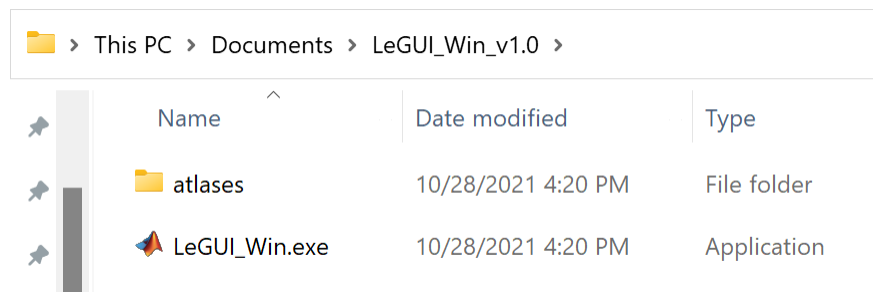 This PC Documents LeGUI_Win_v1.0
Name Date modified Type
atlases 10/28/2021 4:20 PM File folder
LeGUI_Win.exe 10/28/2021 4:20 PM Application